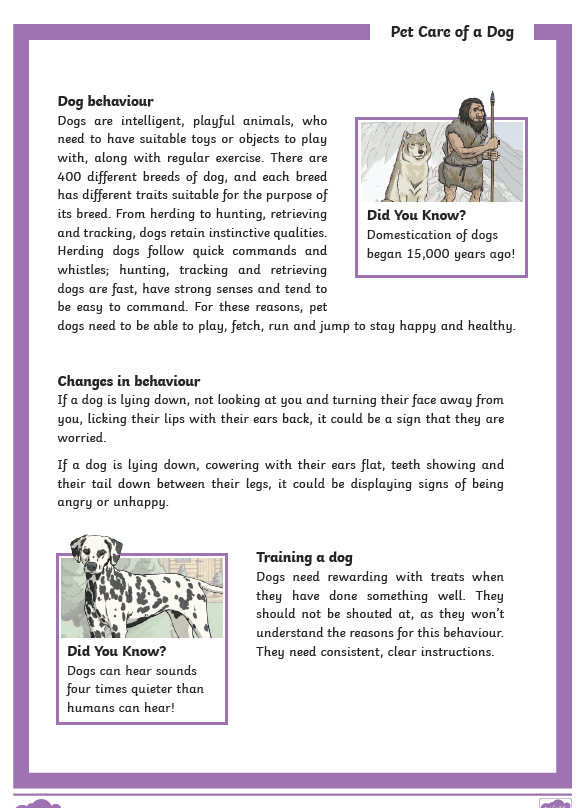 Pet Care of a Dog
Dog behaviour
Dogs are intelligent, playful animals, who
need to have suitable toys or objects to play
with, along with regular exercise. There are
400 different breeds of dog, and each breed
has different traits suitable for the purpose of
its breed. From herding to hunting, retrieving
and tracking, dogs retain instinctive qualities.
Herding dogs follow quick commands and
whistles; hunting, tracking and retrieving
dogs are fast, have strong senses and tend to
be easy to command. For these reasons, pet
dogs need to be able to play, fetch, run and jump to stay happy and healthy.
Did You Know?
Domestication of dogs
began 15,000 years ago!
Changes in behaviour
If a dog is lying down, not looking at you and turning their face away from
you, licking their lips with their ears back, it could be a sign that they are
worried.
If a dog is lying down, cowering with their ears flat, teeth showing and
their tail down between their legs, it could be displaying signs of being
angry or unhappy.
Did You Know?
Dogs can hear sounds
four times quieter than
humans can hear!
Training a dog
Dogs need rewarding with treats when
they have done something well. They
should not be shouted at, as they won't
understand the reasons for this behaviour.
They need consistent, clear instructions.